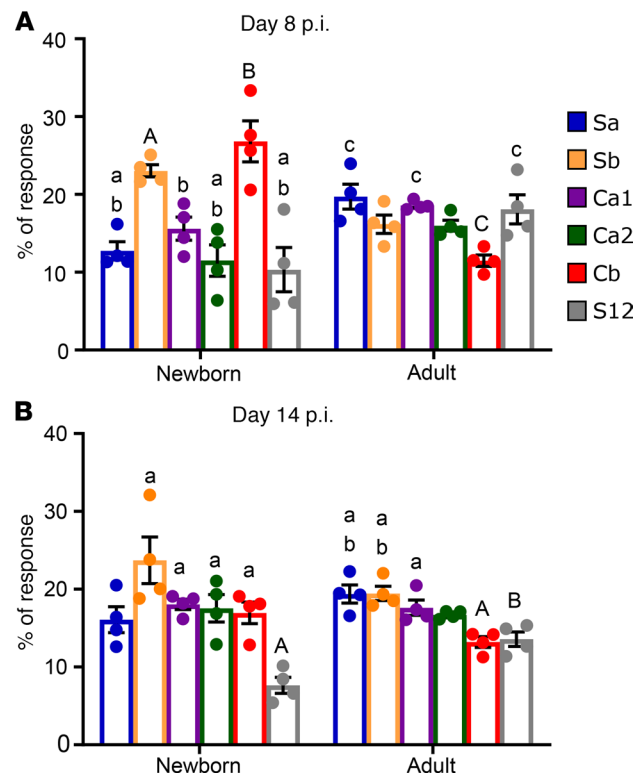 A
Day 8 p.i.
% of response
40
30
20
10
0
a
b
A
b
a
b
B
a
b
c
c
C
c
Newborn
Adult
Sa
Sb
Ca1
Ca2
Cb
S12
B
Day 14 p.i.
% of response
40
30
20
10
0
a
a
a
a
A
a
b
a
b
a
A
B
Newborn
Adult